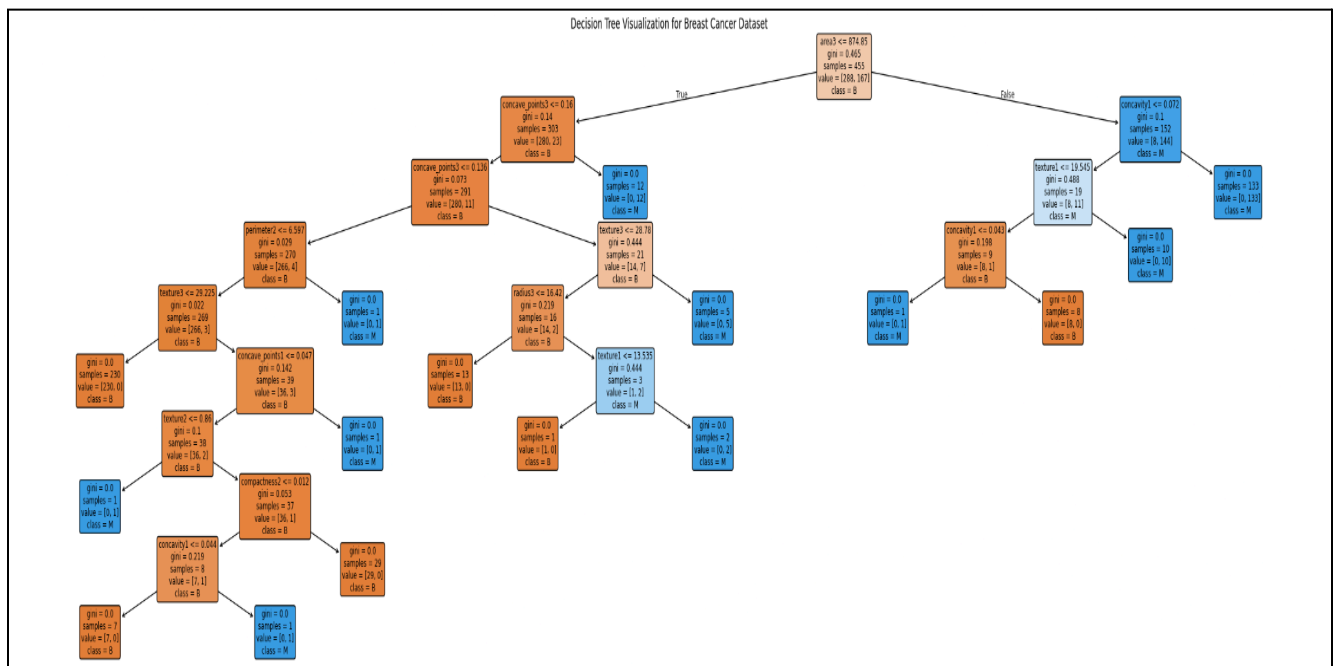 Decision Tree Visualization for Breast Cancer Dataset
area3 <= 874.85
gini = 0.465
samples = 455
value = [288, 167]
class = B
True
False
concave_points3 <= 0.16
gini = 0.14
samples = 303
value = [280, 23]
class = B
concavity1 <= 0.072
gini = 0.1
samples = 152
value = [8, 144]
class = M
concave_points3 <= 0.136
gini = 0.073
samples = 291
value = [280, 11]
class = B
gini = 0.0
samples = 12
value = [0, 12]
class = M
texture1 <= 19.545
gini = 0.488
samples = 19
value = [8, 11]
class = M
gini = 0.0
samples = 133
value = [0, 133]
class = M
perimeter2 <= 6.597
gini = 0.029
samples = 270
value = [266, 4]
class = B
texture3 <= 28.78
gini = 0.444
samples = 21
value = [14, 7]
class = B
concavity1 <= 0.043
gini = 0.198
samples = 9
value = [8, 1]
class = B
gini = 0.0
samples = 10
value = [0, 10]
class = M
texture3 <= 29.225
gini = 0.022
samples = 269
value = [266, 3]
class = B
gini = 0.0
samples = 1
value = [0, 1]
class = M
radius3 <= 16.42
gini = 0.219
samples = 16
value = [14, 2]
class = B
gini = 0.0
samples = 5
value = [0, 5]
class = M
gini = 0.0
samples = 1
value = [0, 1]
class = M
gini = 0.0
samples = 8
value = [8, 0]
class = B
gini = 0.0
samples = 230
value = [230, 0]
class = B
concave_points1 <= 0.047
gini = 0.142
samples = 39
value = [36, 3]
class = B
gini = 0.0
samples = 13
value = [13, 0]
class = B
texture1 <= 13.535
gini = 0.444
samples = 3
value = [1, 2]
class = M
texture2 <= 0.86
gini = 0.1
samples = 38
value = [36, 2]
class = B
gini = 0.0
samples = 1
value = [0, 1]
class = M
gini = 0.0
samples = 1
value = [1, 0]
class = B
gini = 0.0
samples = 2
value = [0, 2]
class = M
gini = 0.0
samples = 1
value = [0, 1]
class = M
compactness2 <= 0.012
gini = 0.053
samples = 37
value = [36, 1]
class = B
concavity1 <= 0.044
gini = 0.219
samples = 8
value = [7, 1]
class = B
gini = 0.0
samples = 29
value = [29, 0]
class = B
gini = 0.0
samples = 7
value = [7, 0]
class = B
gini = 0.0
samples = 1
value = [0, 1]
class = M